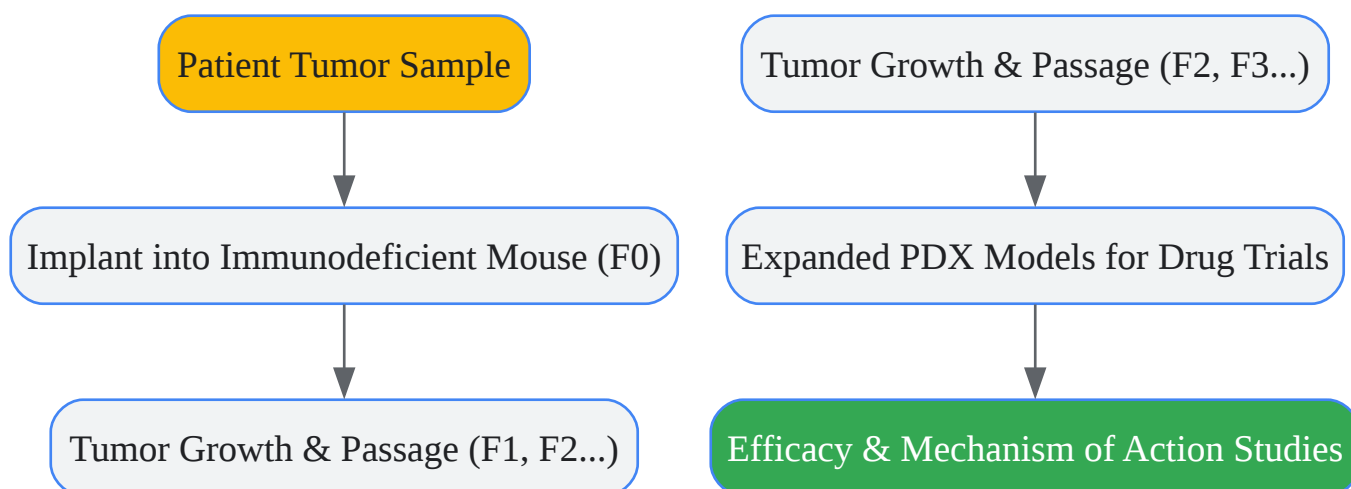 Patient Tumor Sample
Implant into Immunodeficient Mouse (F0)
Tumor Growth & Passage (F1, F2...)
Tumor Growth & Passage (F2, F3...)
Expanded PDX Models for Drug Trials
Efficacy & Mechanism of Action Studies